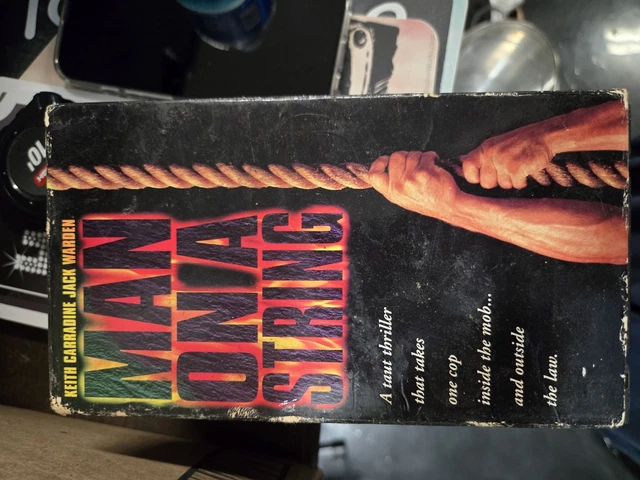 KEITH CARRADINE JACK WARREN
MAN
ON A
STRING
A taut thriller
that takes
one cop
inside the mob...
and outside
the law.